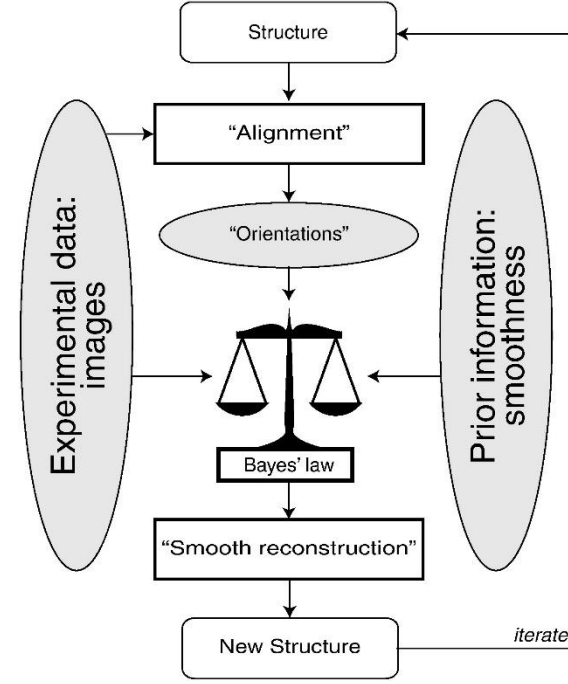 Structure
“Alignment”
“Orientations”
Experimental data:
images
Prior information:
smoothness
Bayes’ law
“Smooth reconstruction”
New Structure
iterate